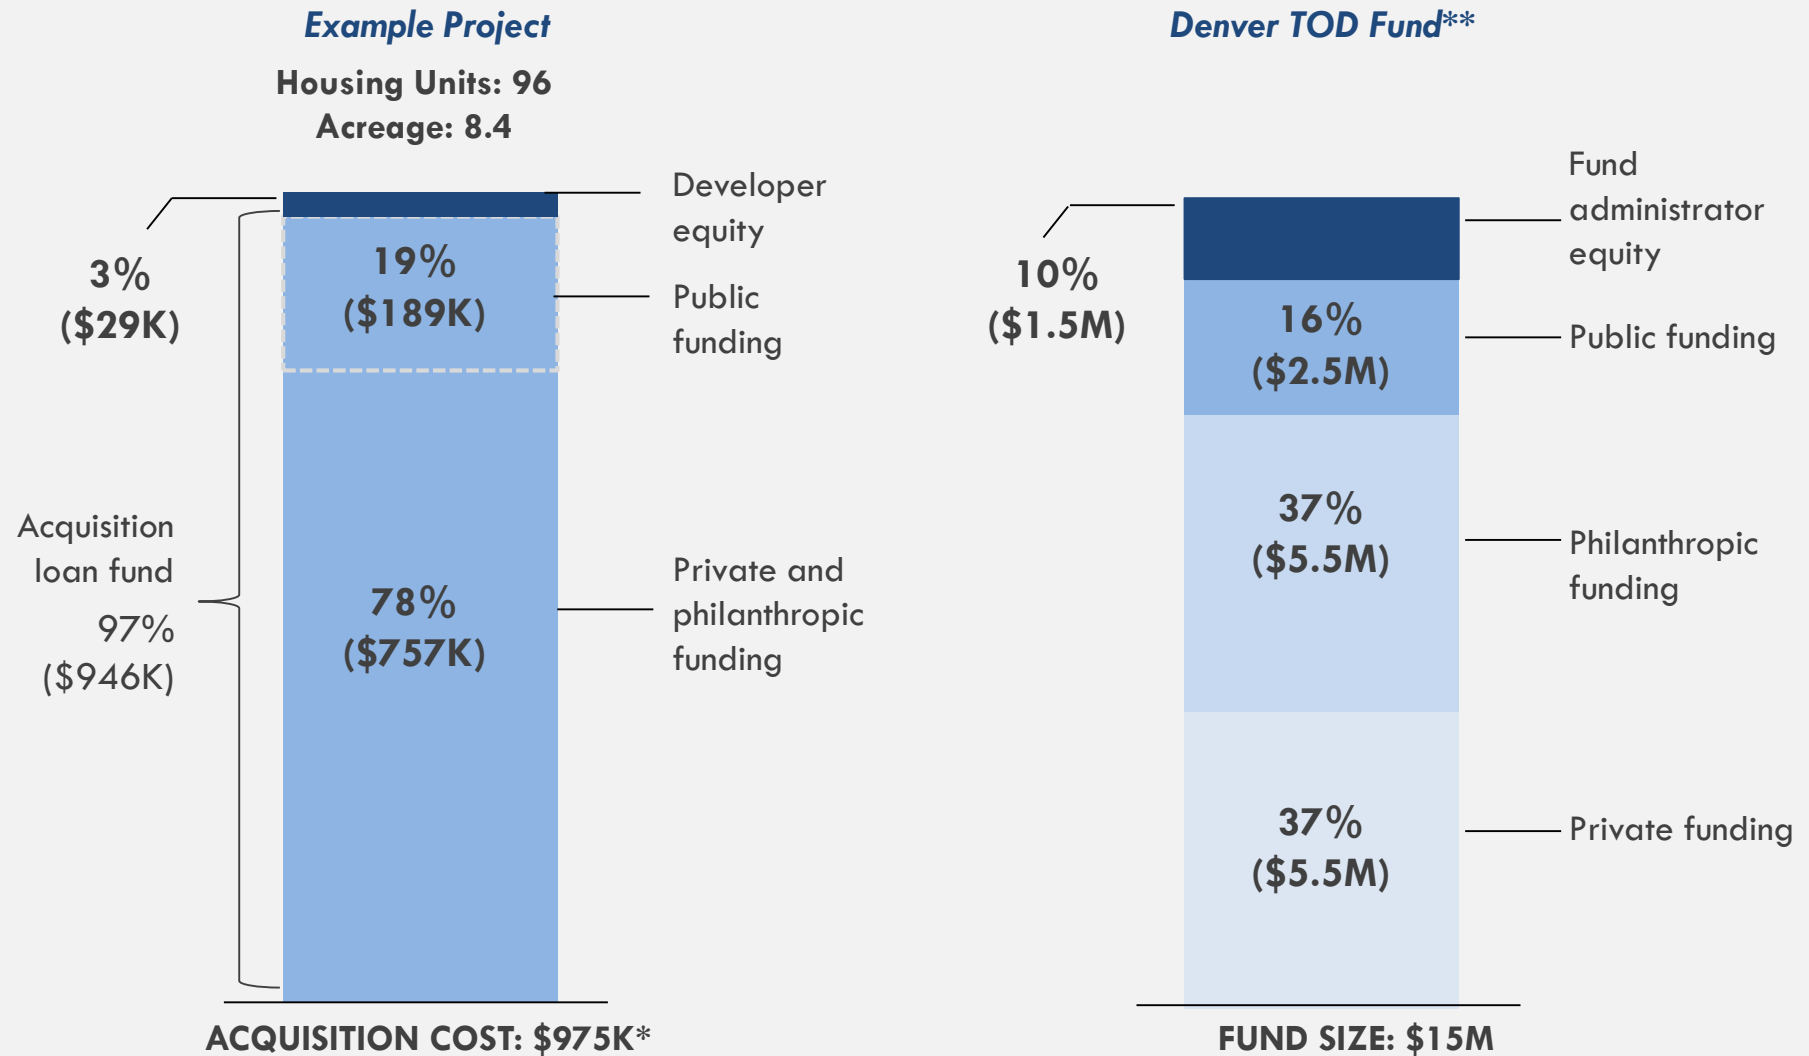 Example Project
Housing Units: 96
Acreage: 8.4
3%
($29K)
19%
($189K)
78%
($757K)
Developer
equity
Public
funding
Private and
philanthropic
funding
Acquisition
loan fund
97%
($946K)
ACQUISITION COST: $975K*
Denver TOD Fund**
10%
($1.5M)
16%
($2.5M)
37%
($5.5M)
37%
($5.5M)
Fund
administrator
equity
Public funding
Philanthropic
funding
Private funding
FUND SIZE: $15M